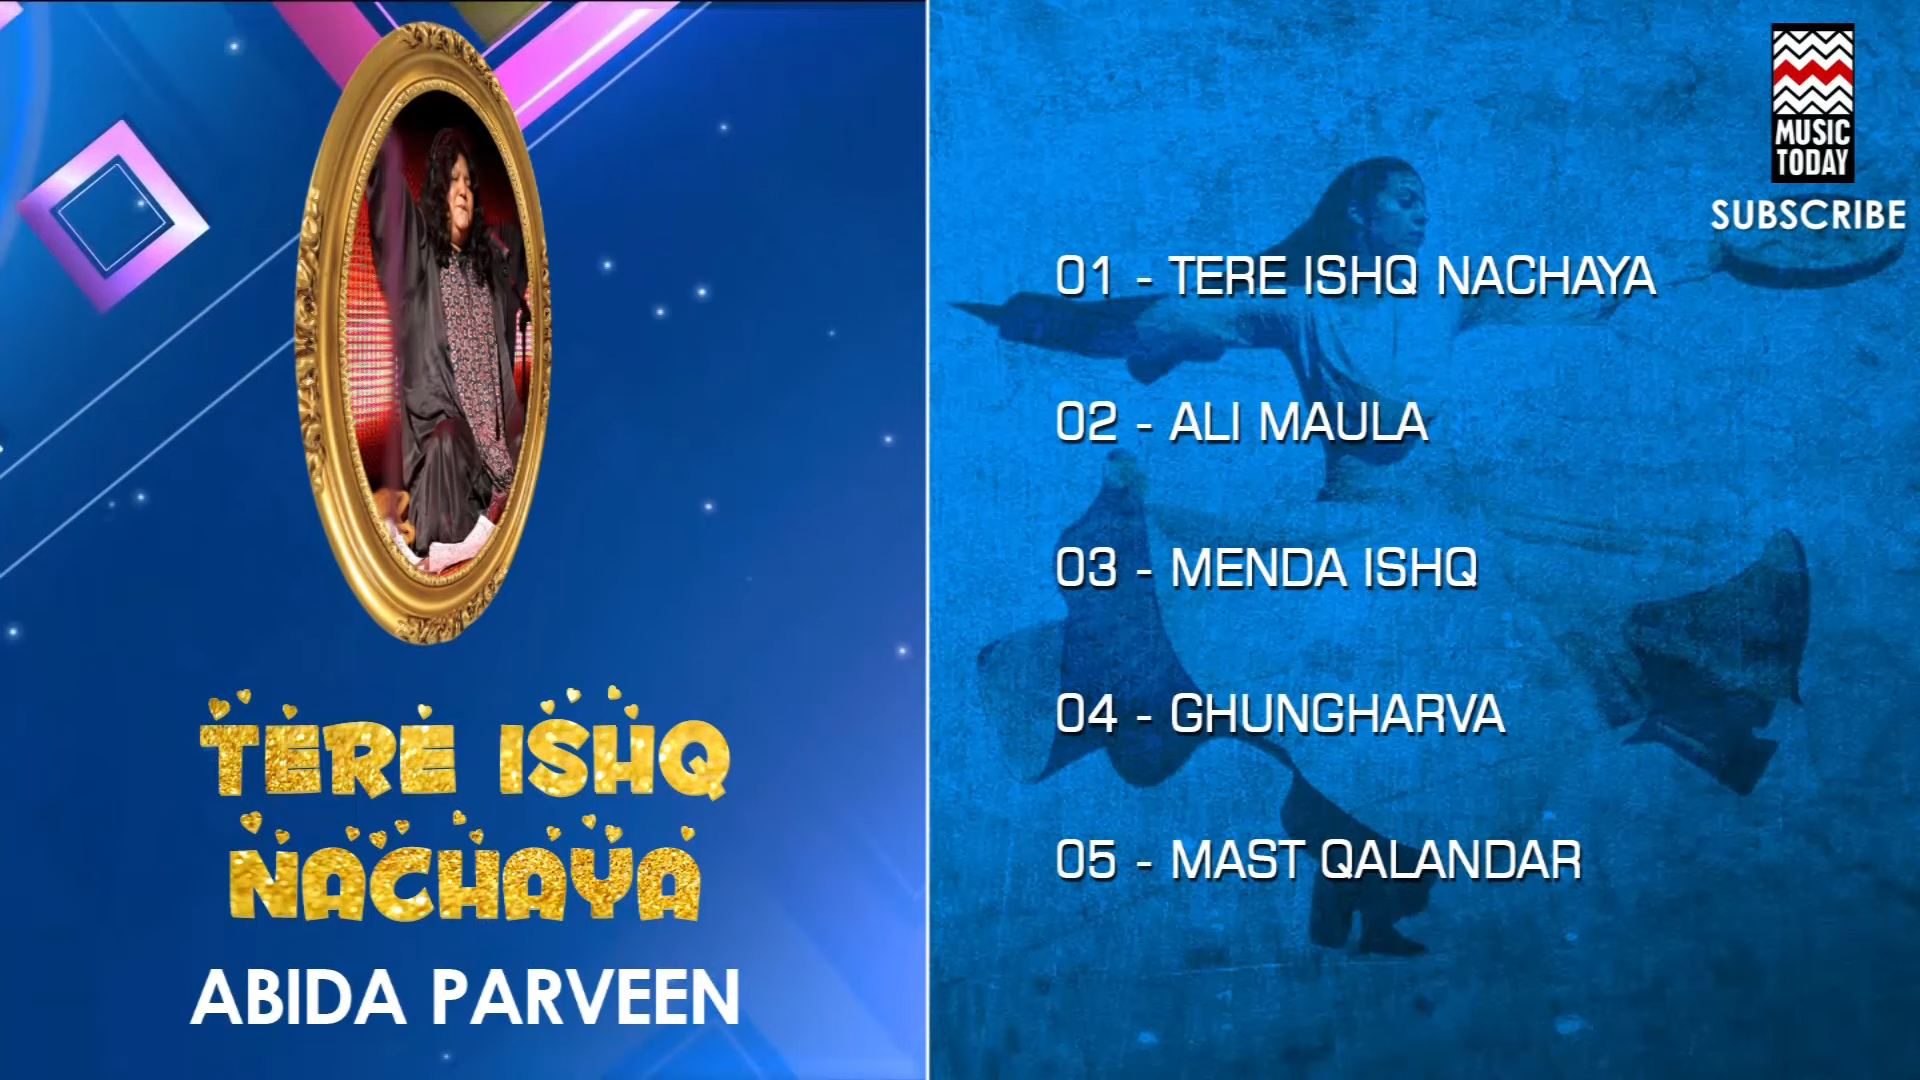 TERE ISHQ
NACHAYA
ABIDA PARVEEN
MUSIC
TODAY
SUBSCRIBE
01 - TERE ISHQ NACHAYA
02 - ALI MAULA
03 - MENDA ISHQ
04 - GHUNGHARVA
05 - MAST QALANDAR